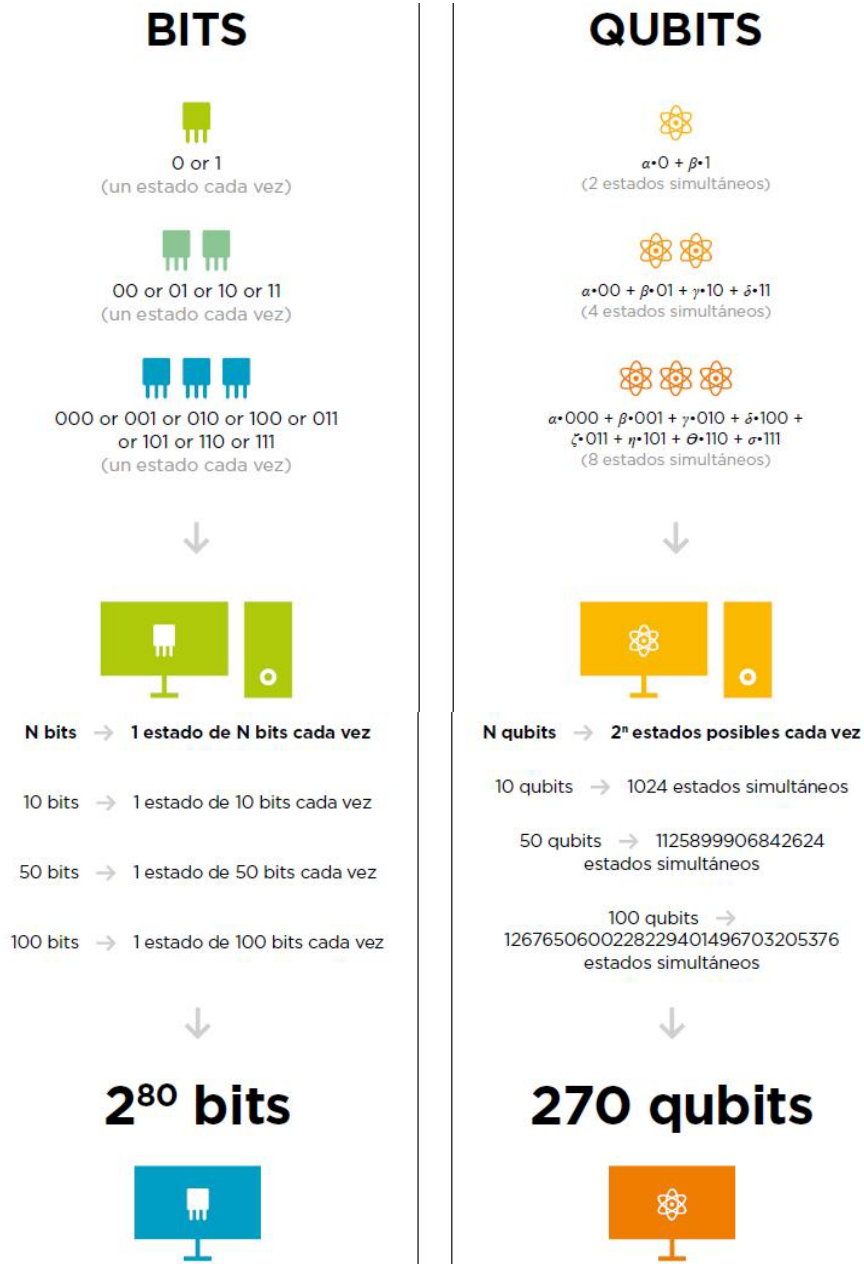 BITS
0 or 1
(un estado cada vez)
00 or 01 or 10 or 11
(un estado cada vez)
000 or 001 or 010 or 100 or 011
or 101 or 110 or 111
(un estado cada vez)
N bits → 1 estado de N bits cada vez
10 bits → 1 estado de 10 bits cada vez
50 bits → 1 estado de 50 bits cada vez
100 bits → 1 estado de 100 bits cada vez
2⁸⁰ bits
QUBITS
α•0 + β•1
(2 estados simultáneos)
α•00 + β•01 + γ•10 + δ•11
(4 estados simultáneos)
α•000 + β•001 + γ•010 + δ•100 +
ζ•011 + η•101 + Θ•110 + σ•111
(8 estados simultáneos)
N qubits → 2ⁿ estados posibles cada vez
10 qubits → 1024 estados simultáneos
50 qubits → 1125899906842624
estados simultáneos
100 qubits →
1267650600228229401496703205376
estados simultáneos
270 qubits